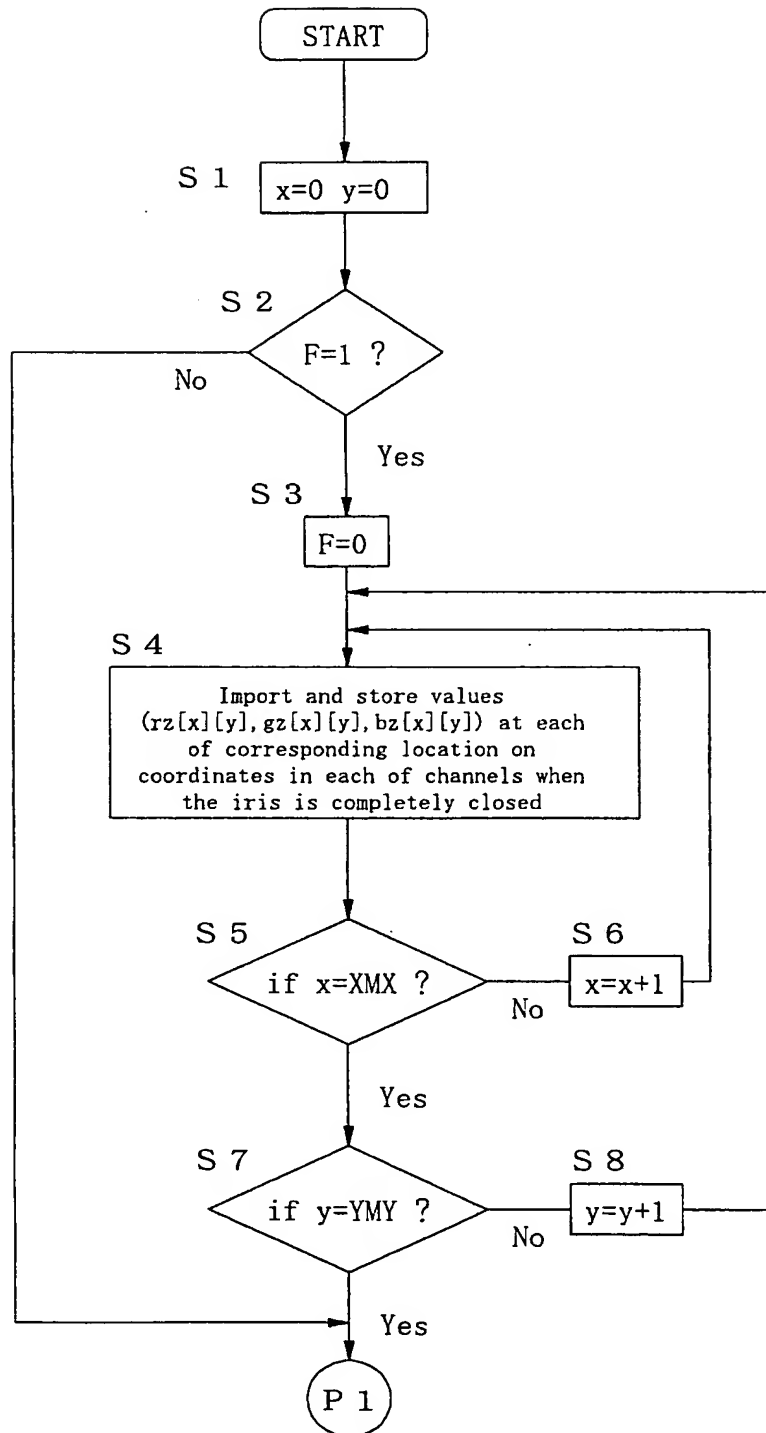 START
S 1
x=0 y=0
S 2
F=1 ?
No
Yes
S 3
F=0
S 4
Import and store values
(rz[x][y],gz[x][y],bz[x][y]) at each
of corresponding location on
coordinates in each of channels when
the iris is completely closed
S 5
if x=XMX ?
No
S 6
x=x+1
Yes
S 7
if y=YMY ?
No
S 8
y=y+1
Yes
P 1